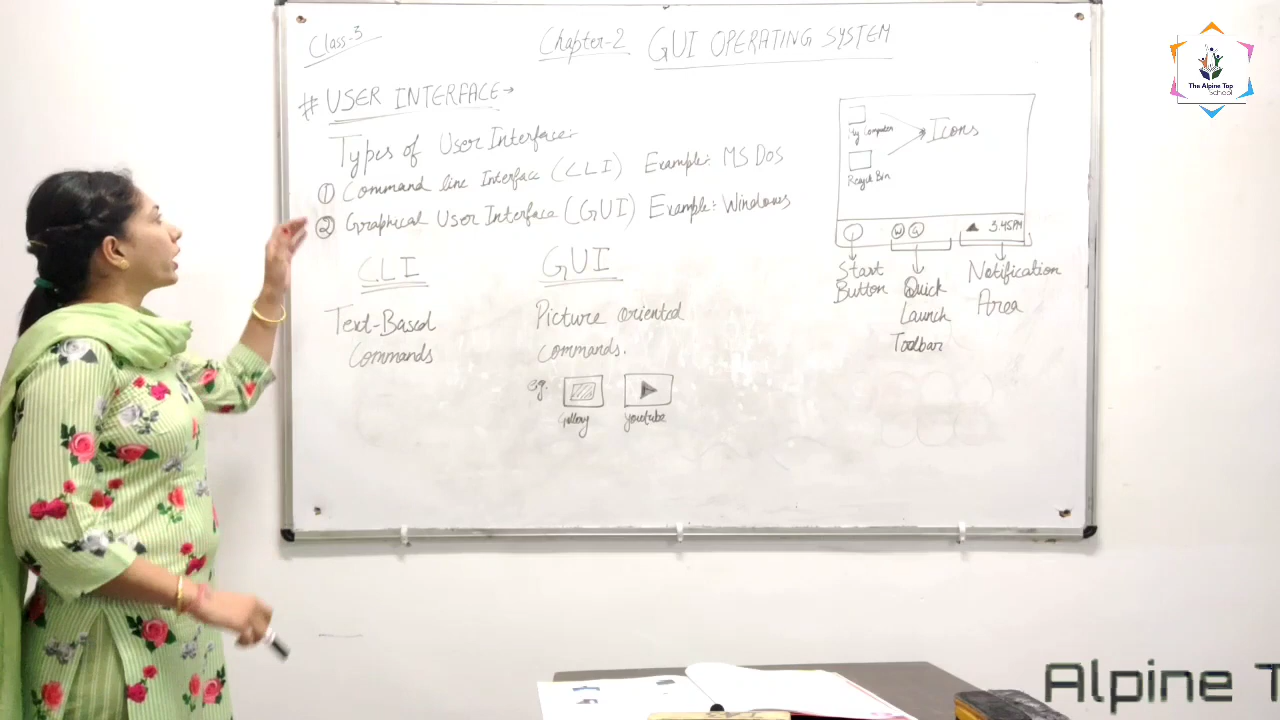 Class-3
Chapter-2 GUI OPERATING SYSTEM
# USER INTERFACE→
Types of User Interface:-
① Command line Interface (CLI) Example: MS Dos
② Graphical User Interface (GUI) Example: Windows
CLI
Text-Based
Commands
GUI
Picture oriented
commands.
eg.
Gallery
Youtube
My Computer
Icons
Recycle Bin
W G
3:45PM
Start
Button
Quick
Launch
Toolbar
Notification
Area
The Alpine Top
School
Alpine T